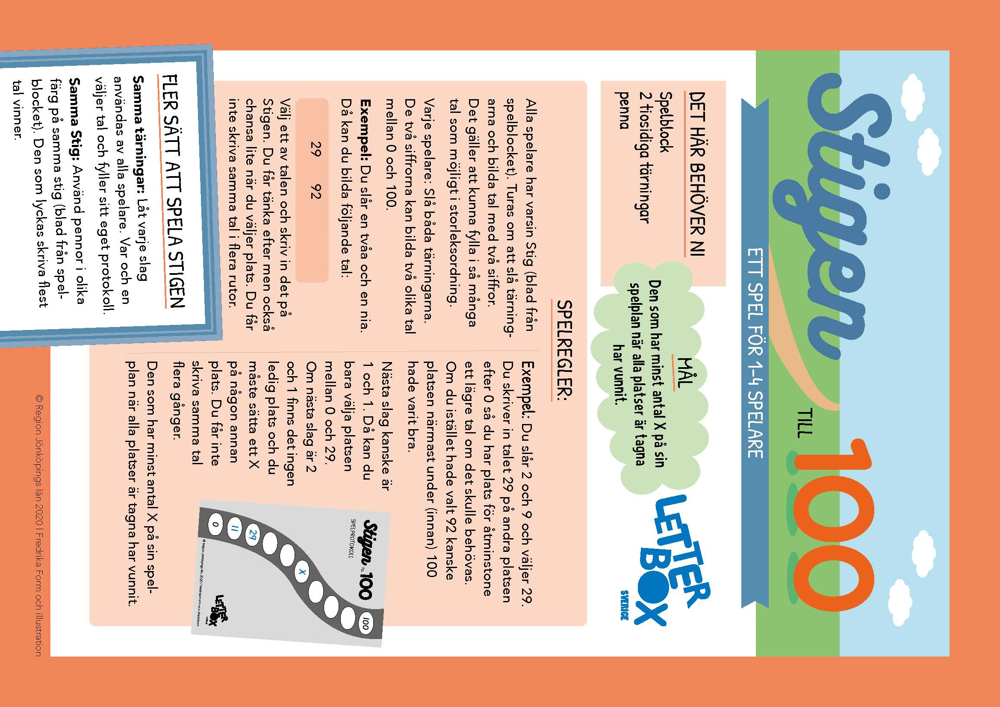 Stigen
TILL
100
ETT SPEL FÖR 1–4 SPELARE
DET HÄR BEHÖVER NI
Spelblock
2 tiosidiga tärningar
penna
MÅL
Den som har minst antal X på sin
spelplan när alla platser är tagna
har vunnit.
LETTER
BOX
SVERIGE
SPELREGLER:
Alla spelare har varsin Stig (blad från
spelblocket). Turas om att slå tärning-
arna och bilda tal med två siffror.
Det gäller att kunna fylla i så många
tal som möjligt i storleksordning.
Varje spelare: Slå båda tärningarna.
De två siffrorna kan bilda två olika tal
mellan 0 och 100.
Exempel: Du slår en tvåa och en nia.
Då kan du bilda följande tal:
29 92
Välj ett av talen och skriv in det på
Stigen. Du får tänka efter men också
chansa lite när du väljer plats. Du får
inte skriva samma tal i flera rutor.
Exempel: Du slår 2 och 9 och väljer 29.
Du skriver in talet 29 på andra platsen
efter 0 så du har plats för åtminstone
ett lägre tal om det skulle behövas.
Om du istället hade valt 92 kanske
platsen närmast under (innan) 100
hade varit bra.
Nästa slag kanske är
1 och 1. Då kan du
bara välja platsen
mellan 0 och 29.
Om nästa slag är 2
och 1 finns det ingen
ledig plats och du
måste sätta ett X
på någon annan
plats. Du får inte
skriva samma tal
flera gånger.
Den som har minst antal X på sin spel-
plan när alla platser är tagna har vunnit.
Stigen TILL 100
SPELPROTOKOLL
0
11
29
X
100
© Region Jönköpings län 2020 | Fredrika Form och illustration
LETTER
BOX
SVERIGE
FLER SÄTT ATT SPELA STIGEN
Samma tärningar: Låt varje slag
användas av alla spelare. Var och en
väljer tal och fyller sitt eget protokoll.
Samma Stig: Använd pennor i olika
färg på samma stig (blad från spel-
blocket). Den som lyckas skriva flest
tal vinner.
© Region Jönköpings län 2020 | Fredrika Form och illustration